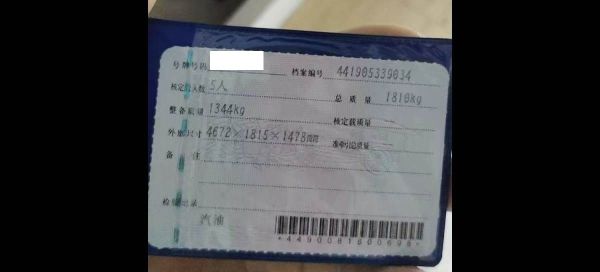 号牌号码 档案编号 441905339034
核定载人数 5人 总质量 1810kg
整备质量 1344kg 核定载质量 --
外廓尺寸 4672×1815×1478mm 准牵引总质量 --
备注
检验记录
汽油
*4490081600698*